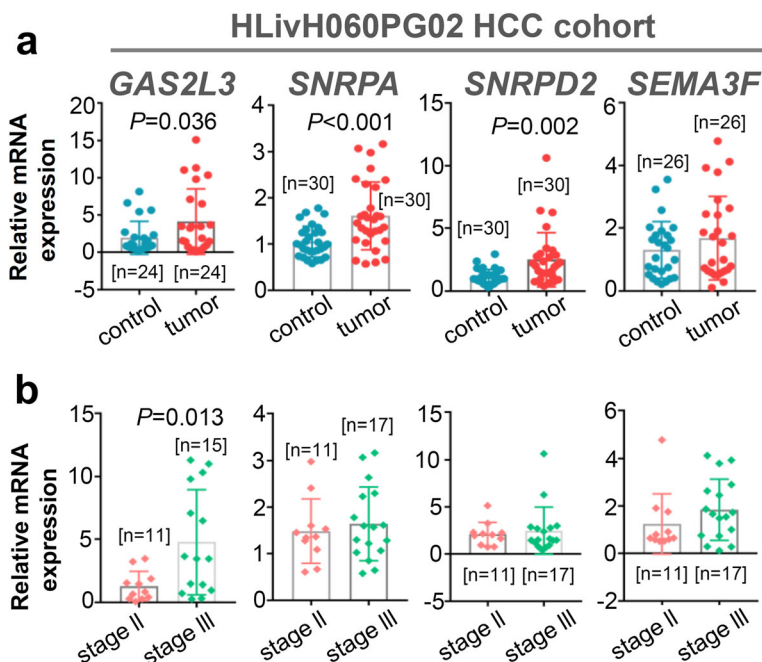 HLivH060PG02 HCC cohort
a
GAS2L3 SNRPA SNRPD2 SEMA3F
Relative mRNA
expression
20
15
10
5
0
-5
P=0.036
[n=24] [n=24]
control tumor
4
3
2
1
0
P<0.001
[n=30] [n=30]
control tumor
15
10
5
0
P=0.002
[n=30] [n=30]
control tumor
6
4
2
0
[n=26] [n=26]
control tumor
b
Relative mRNA
expression
15
10
5
0
P=0.013
[n=11] [n=15]
stage II stage III
4
3
2
1
0
[n=11] [n=17]
stage II stage III
15
10
5
0
-5
[n=11] [n=17]
stage II stage III
6
4
2
0
-2
[n=11] [n=17]
stage II stage III